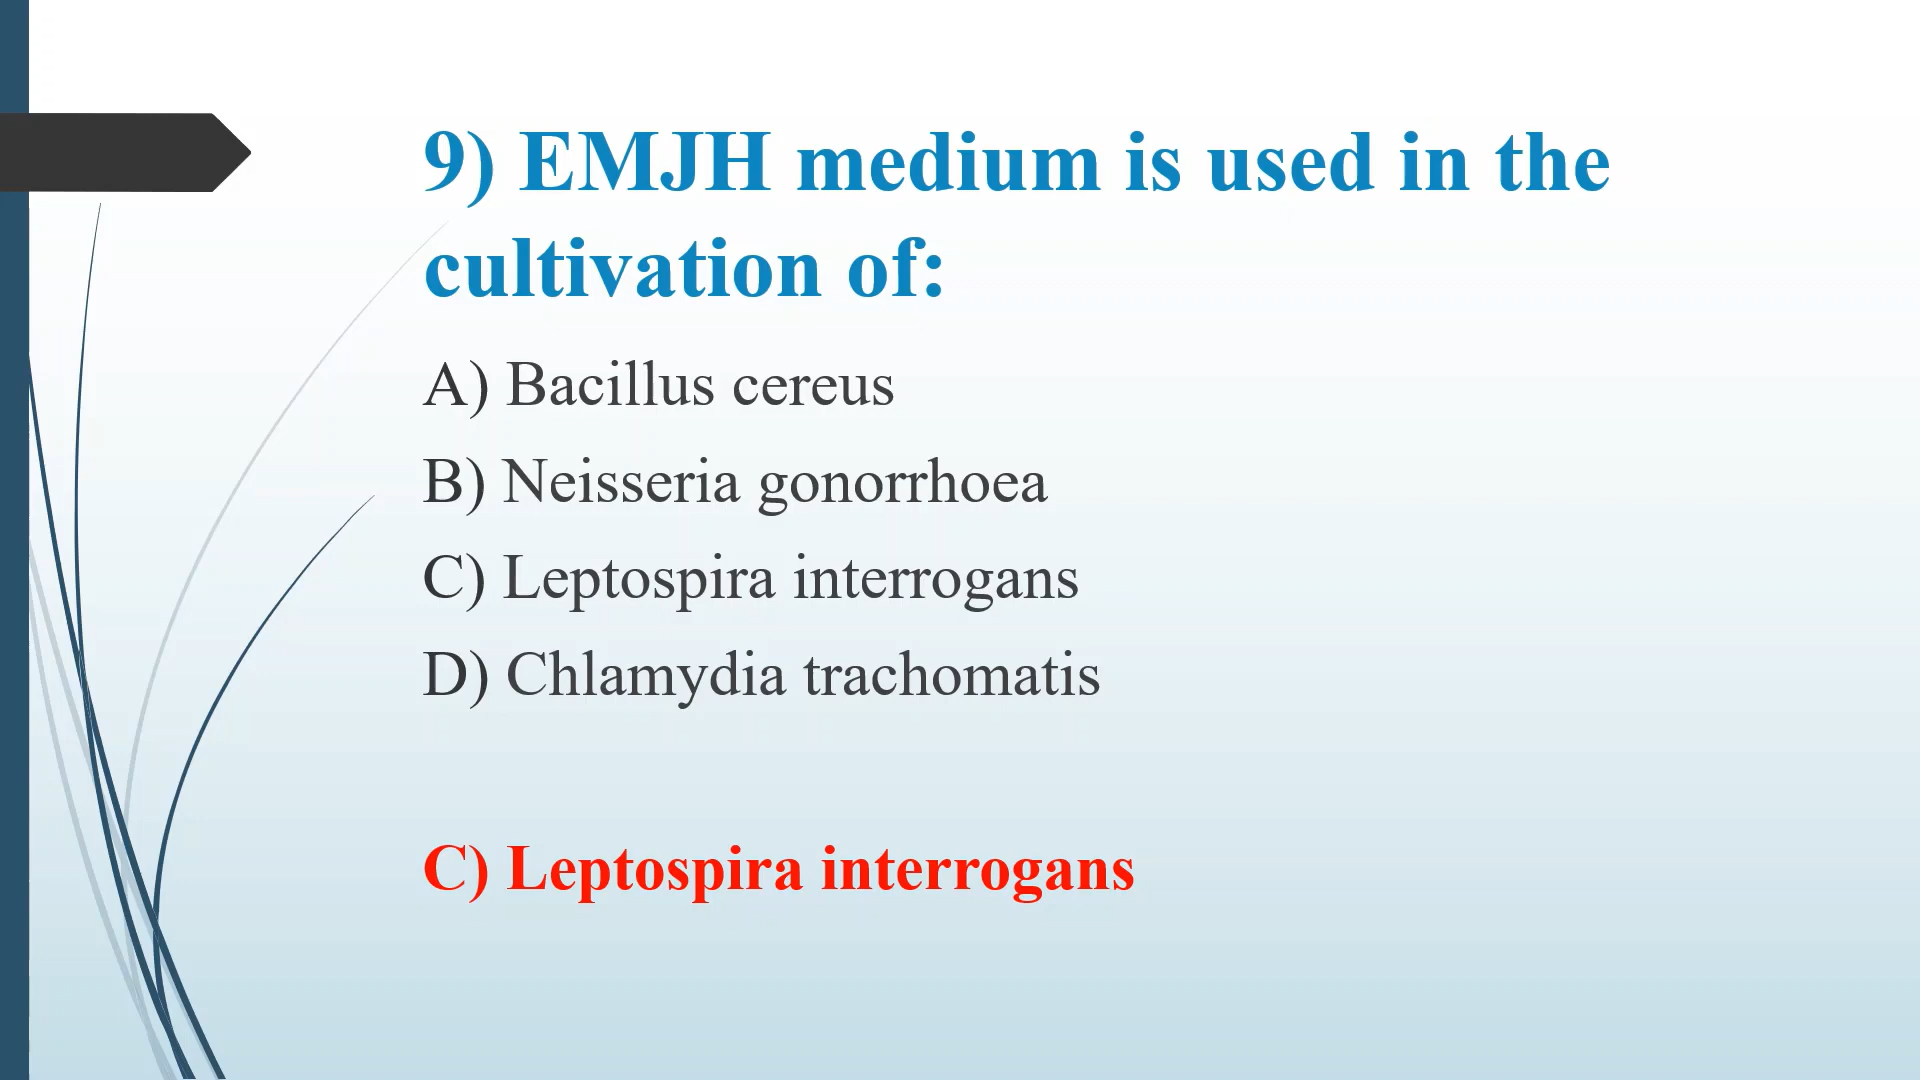 9) EMJH medium is used in the
cultivation of:
A) Bacillus cereus
B) Neisseria gonorrhoea
C) Leptospira interrogans
D) Chlamydia trachomatis
C) Leptospira interrogans